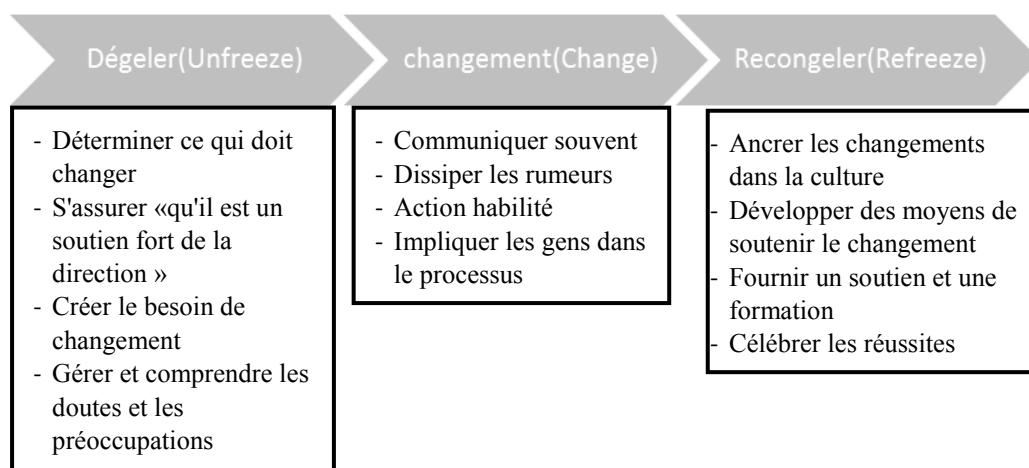 Dégeler(Unfreeze)
changement(Change)
Recongeler(Refreeze)
- Déterminer ce qui doit
changer
- S'assurer «qu'il est un
soutien fort de la
direction »
- Créer le besoin de
changement
- Gérer et comprendre les
doutes et les
préoccupations
- Communiquer souvent
- Dissiper les rumeurs
- Action habilité
- Impliquer les gens dans
le processus
- Ancrer les changements
dans la culture
- Développer des moyens de
soutenir le changement
- Fournir un soutien et une
formation
- Célébrer les réussites